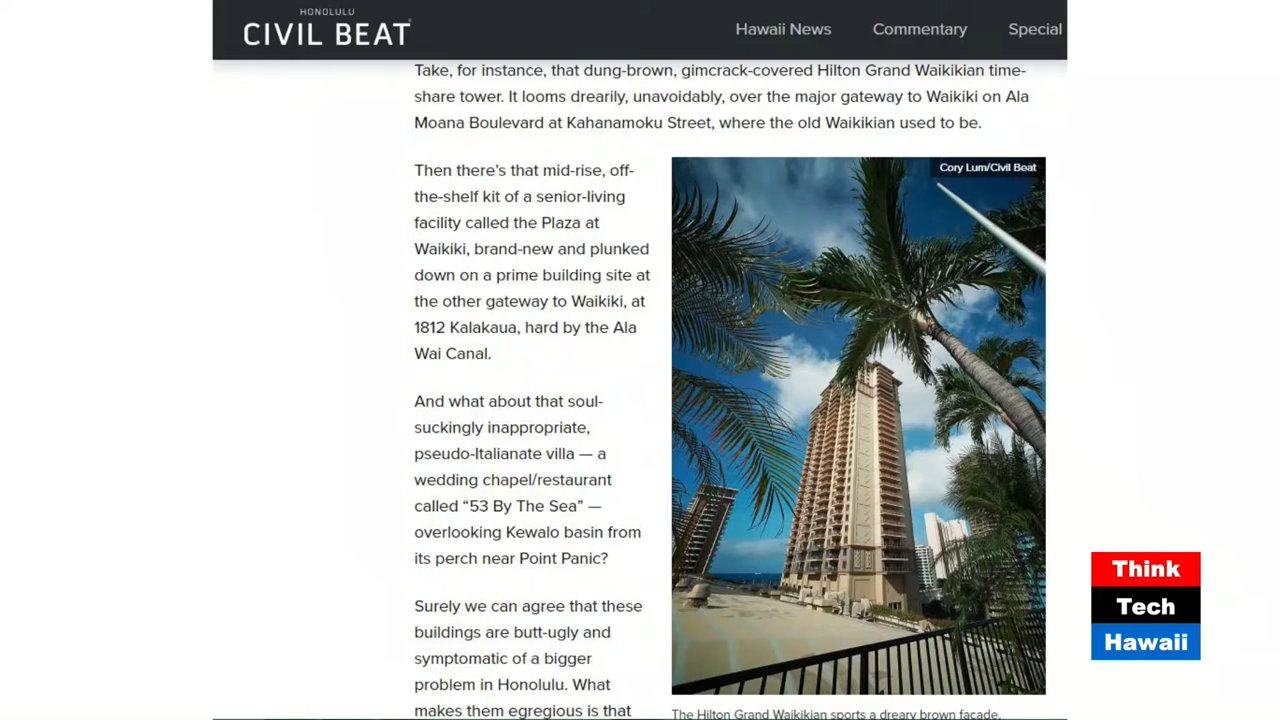 HONOLULU
CIVIL BEAT
Hawaii News
Commentary
Special
Take, for instance, that dung-brown, gimcrack-covered Hilton Grand Waikikian time-
share tower. It looms drearily, unavoidably, over the major gateway to Waikiki on Ala
Moana Boulevard at Kahanamoku Street, where the old Waikikian used to be.
Then there’s that mid-rise, off-
the-shelf kit of a senior-living
facility called the Plaza at
Waikiki, brand-new and plunked
down on a prime building site at
the other gateway to Waikiki, at
1812 Kalakaua, hard by the Ala
Wai Canal.
And what about that soul-
suckingly inappropriate,
pseudo-Italianate villa — a
wedding chapel/restaurant
called “53 By The Sea” —
overlooking Kewalo basin from
its perch near Point Panic?
Surely we can agree that these
buildings are butt-ugly and
symptomatic of a bigger
problem in Honolulu. What
makes them egregious is that
Cory Lum/Civil Beat
The Hilton Grand Waikikian sports a dreary brown facade.
Think
Tech
Hawaii